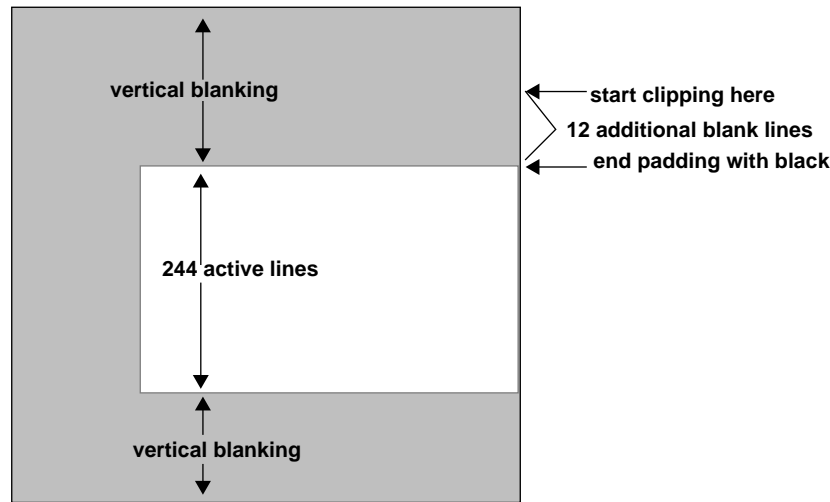 vertical blanking
start clipping here
12 additional blank lines
end padding with black
244 active lines
vertical blanking